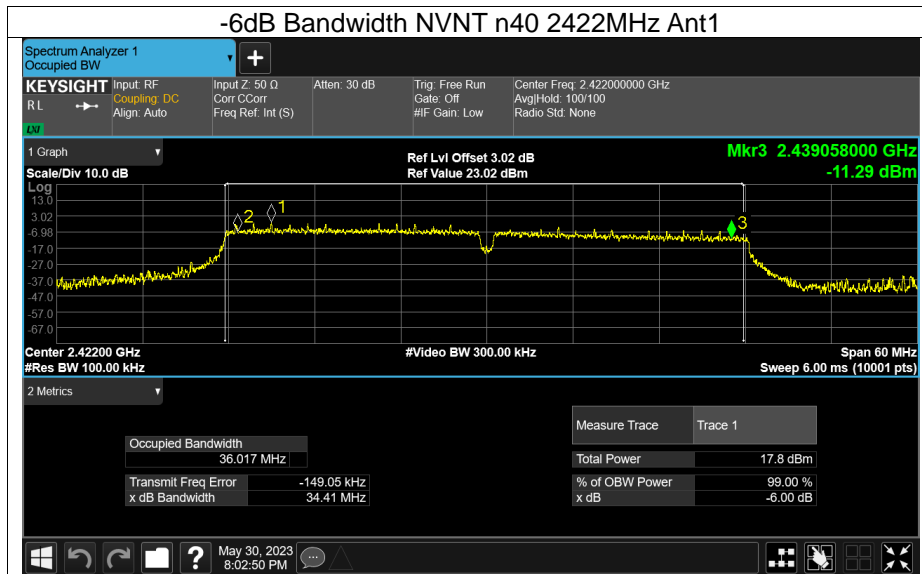 -6dB Bandwidth NVNT n40 2422MHz Ant1
Spectrum Analyzer 1
Occupied BW
+
KEYSIGHT
R L
LXI
Input: RF
Coupling: DC
Align: Auto
Input Z: 50 Ω
Corr CCorr
Freq Ref: Int (S)
Atten: 30 dB
Trig: Free Run
Gate: Off
#IF Gain: Low
Center Freq: 2.422000000 GHz
Avg|Hold: 100/100
Radio Std: None
1 Graph
Scale/Div 10.0 dB
Ref Lvl Offset 3.02 dB
Ref Value 23.02 dBm
Mkr3 2.439058000 GHz
-11.29 dBm
Log
13.0
3.02
-6.98
-17.0
-27.0
-37.0
-47.0
-57.0
-67.0
2
1
3
Center 2.42200 GHz
#Res BW 100.00 kHz
#Video BW 300.00 kHz
Span 60 MHz
Sweep 6.00 ms (10001 pts)
2 Metrics
Measure Trace Trace 1
Occupied Bandwidth
36.017 MHz
Total Power 17.8 dBm
Transmit Freq Error -149.05 kHz
% of OBW Power 99.00 %
x dB Bandwidth 34.41 MHz
x dB -6.00 dB
?
May 30, 2023
8:02:50 PM